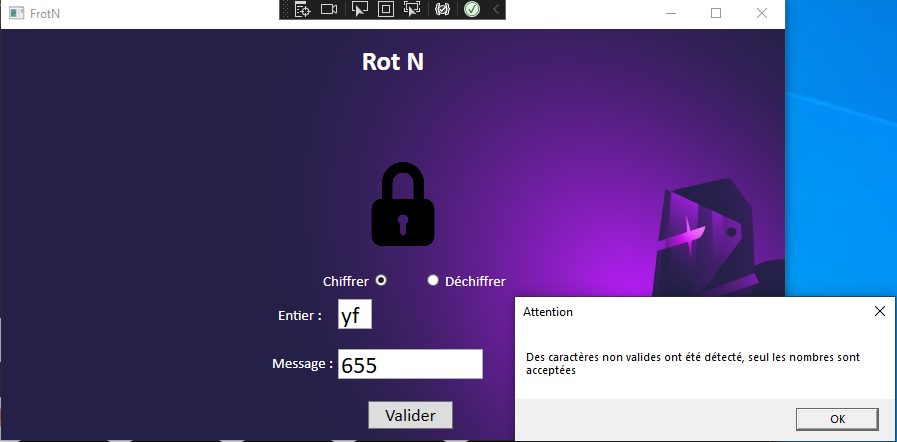 FrotN
Rot N
Chiffrer
Déchiffrer
Entier :
yf
Message :
655
Valider
Attention
Des caractères non valides ont été détecté, seul les nombres sont
acceptées
OK